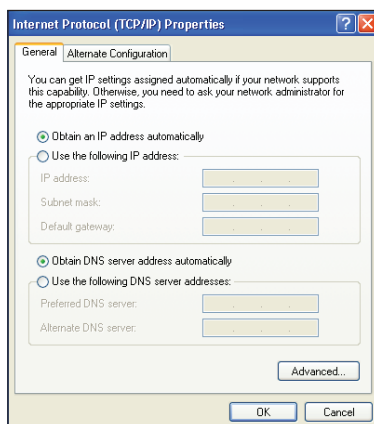 Internet Protocol (TCP/IP) Properties
General Alternate Configuration
You can get IP settings assigned automatically if your network supports
this capability. Otherwise, you need to ask your network administrator for
the appropriate IP settings.
Obtain an IP address automatically
Use the following IP address:
IP address:
Subnet mask:
Default gateway:
Obtain DNS server address automatically
Use the following DNS server addresses:
Preferred DNS server:
Alternate DNS server:
Advanced...
OK Cancel